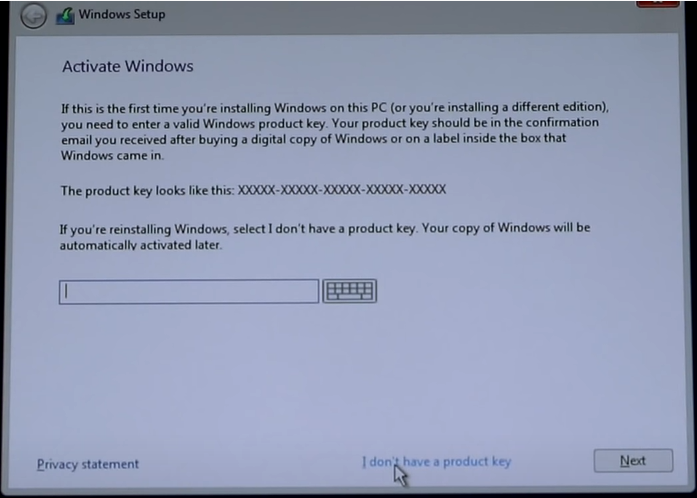 Windows Setup
Activate Windows
If this is the first time you're installing Windows on this PC (or you're installing a different edition),
you need to enter a valid Windows product key. Your product key should be in the confirmation
email you received after buying a digital copy of Windows or on a label inside the box that
Windows came in.
The product key looks like this: XXXXX-XXXXX-XXXXX-XXXXX-XXXXX
If you're reinstalling Windows, select I don't have a product key. Your copy of Windows will be
automatically activated later.
Privacy statement
I don't have a product key
Next